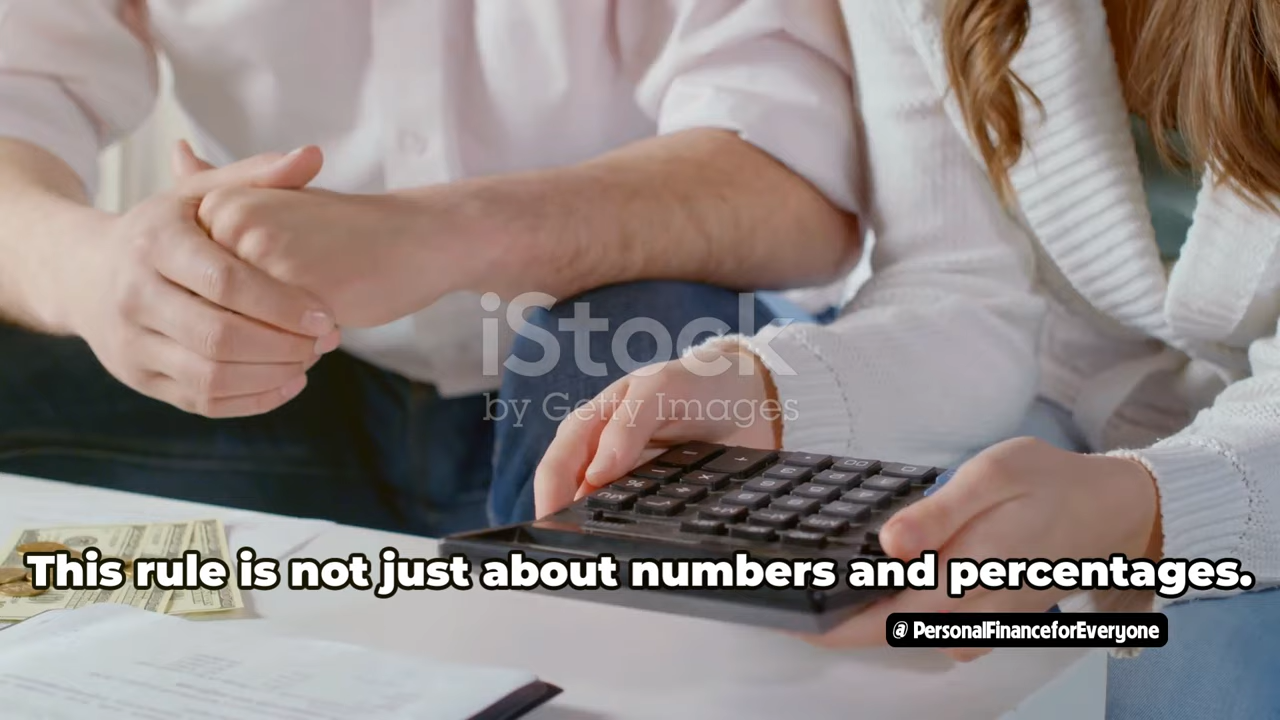 iStock
by Getty Images
This rule is not just about numbers and percentages.
@ PersonalFinanceforEveryone